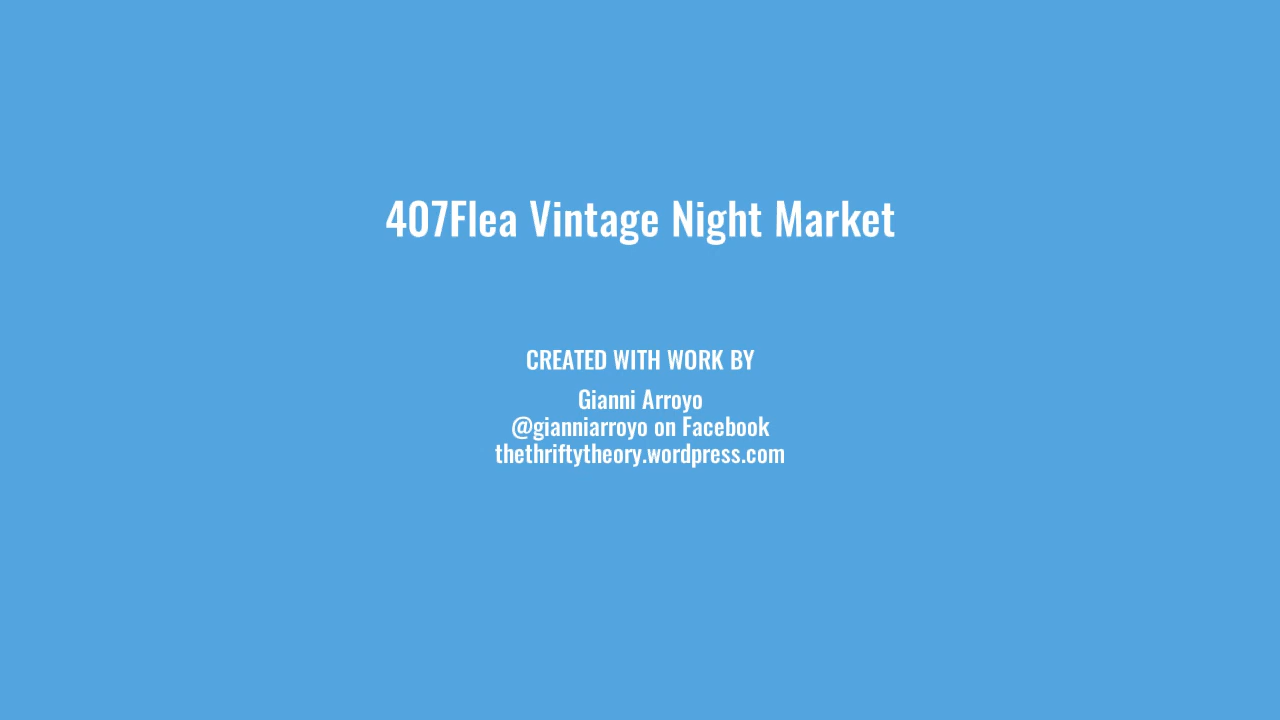 407Flea Vintage Night Market
CREATED WITH WORK BY
Gianni Arroyo
@gianniarroyo on Facebook
thethriftytheory.wordpress.com